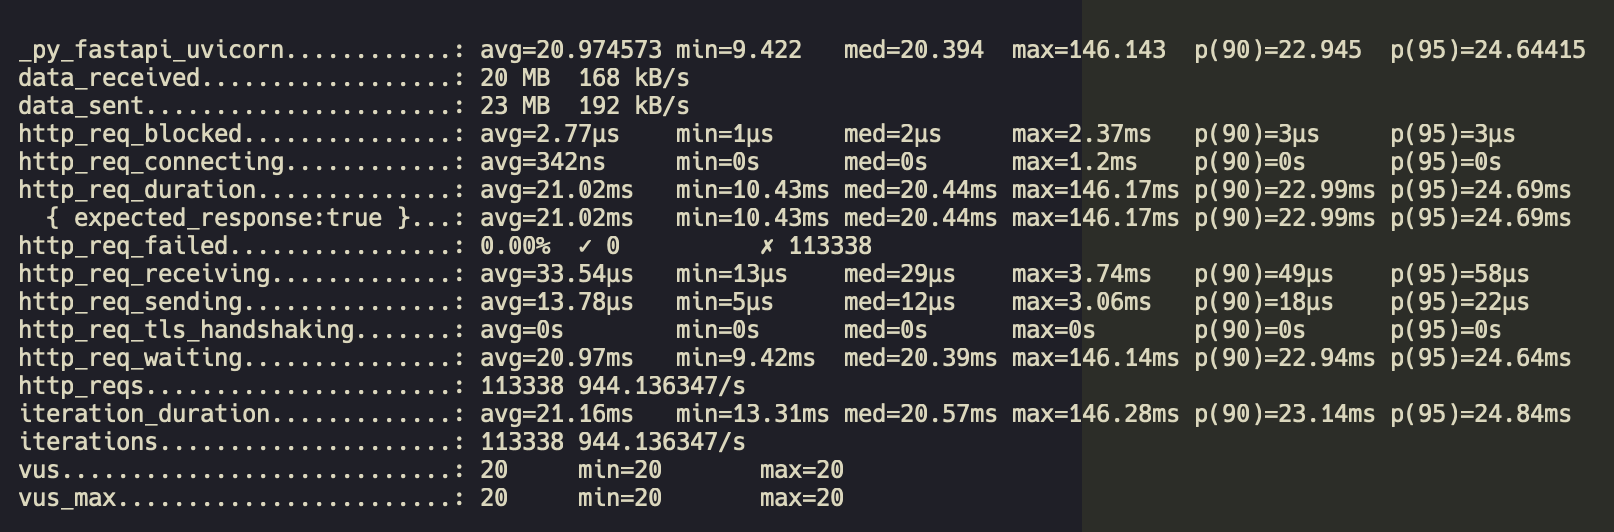 _py_fastapi_uvicorn............: avg=20.974573 min=9.422   med=20.394  max=146.143  p(90)=22.945  p(95)=24.64415
data_received..................: 20 MB  168 kB/s
data_sent......................: 23 MB  192 kB/s
http_req_blocked...............: avg=2.77µs    min=1µs     med=2µs     max=2.37ms   p(90)=3µs     p(95)=3µs
http_req_connecting............: avg=342ns     min=0s      med=0s      max=1.2ms    p(90)=0s      p(95)=0s
http_req_duration..............: avg=21.02ms   min=10.43ms med=20.44ms max=146.17ms p(90)=22.99ms p(95)=24.69ms
  { expected_response:true }...: avg=21.02ms   min=10.43ms med=20.44ms max=146.17ms p(90)=22.99ms p(95)=24.69ms
http_req_failed................: 0.00%  ✓ 0          ✗ 113338
http_req_receiving.............: avg=33.54µs   min=13µs    med=29µs    max=3.74ms   p(90)=49µs    p(95)=58µs
http_req_sending...............: avg=13.78µs   min=5µs     med=12µs    max=3.06ms   p(90)=18µs    p(95)=22µs
http_req_tls_handshaking.......: avg=0s        min=0s      med=0s      max=0s       p(90)=0s      p(95)=0s
http_req_waiting...............: avg=20.97ms   min=9.42ms  med=20.39ms max=146.14ms p(90)=22.94ms p(95)=24.64ms
http_reqs......................: 113338 944.136347/s
iteration_duration.............: avg=21.16ms   min=13.31ms med=20.57ms max=146.28ms p(90)=23.14ms p(95)=24.84ms
iterations.....................: 113338 944.136347/s
vus............................: 20     min=20       max=20
vus_max........................: 20     min=20       max=20